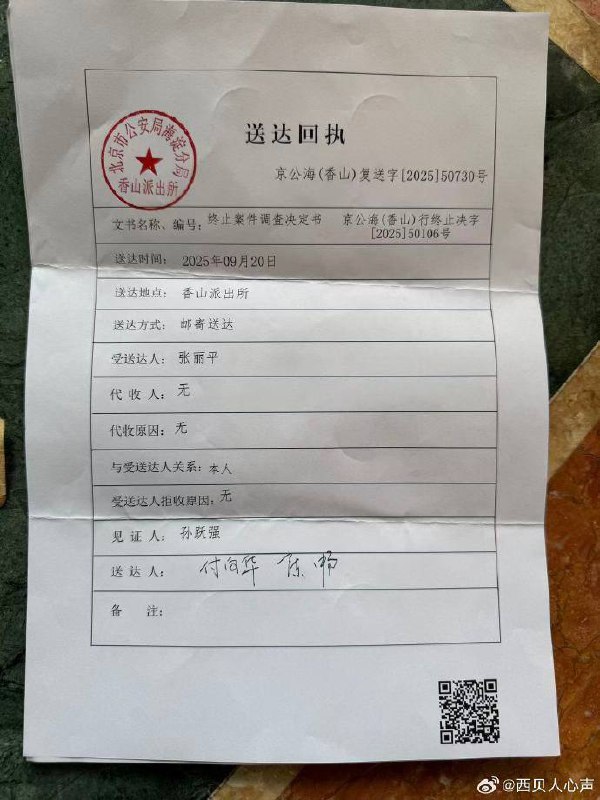 送达回执
北京市公安局海淀分局
香山派出所
京公海(香山)复送字[2025]50730号
文书名称、编号: 终止案件调查决定书 京公海(香山)行终止决字
[2025]50106号
送达时间: 2025年09月20日
送达地点: 香山派出所
送达方式: 邮寄送达
受送达人: 张丽平
代 收 人: 无
代收原因: 无
与受送达人关系: 本人
受送达人拒收原因: 无
见 证 人: 孙跃强
送 达 人: 付向华
备 注:
@西贝人心声